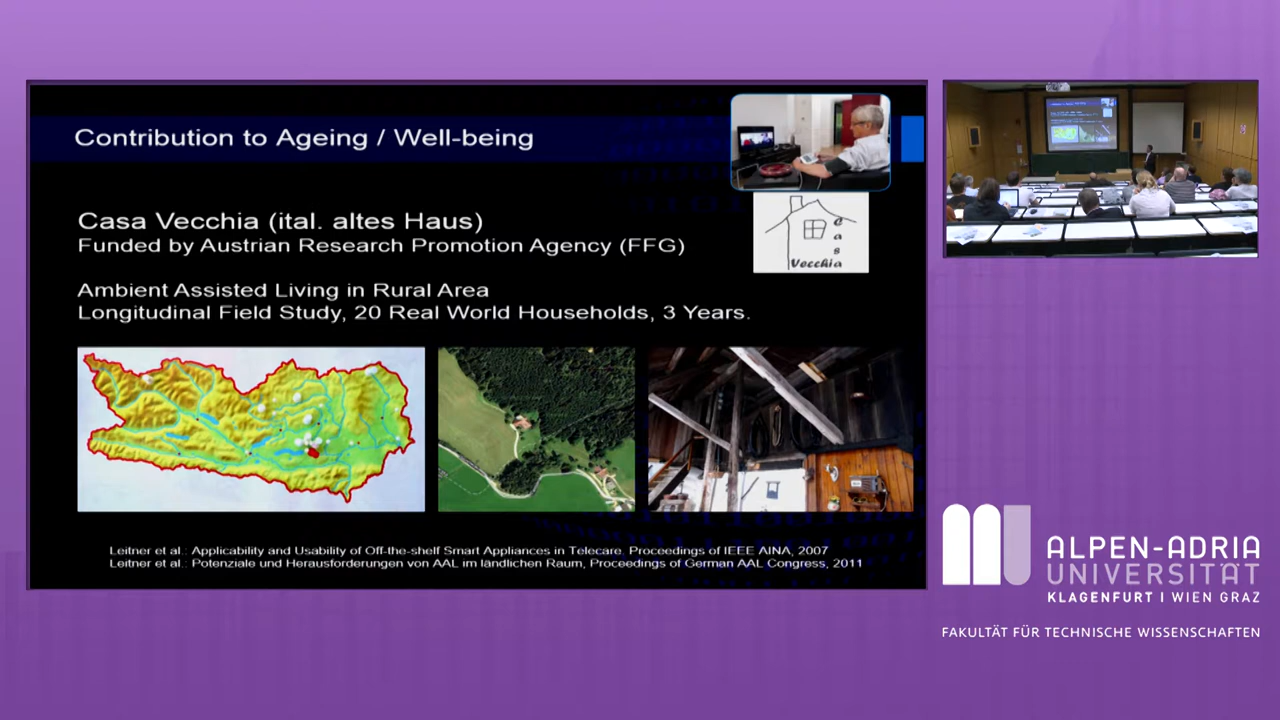 Contribution to Ageing / Well-being
Casa Vecchia (ital. altes Haus)
Funded by Austrian Research Promotion Agency (FFG)
casa
Vecchia
Ambient Assisted Living in Rural Area
Longitudinal Field Study, 20 Real World Households, 3 Years.
Leitner et al.: Applicability and Usability of Off-the-shelf Smart Appliances in Telecare. Proceedings of IEEE AINA, 2007
Leitner et al.: Potenziale und Herausforderungen von AAL im ländlichen Raum, Proceedings of German AAL Congress, 2011
ALPEN-ADRIA
UNIVERSITÄT
KLAGENFURT I WIEN GRAZ
FAKULTÄT FÜR TECHNISCHE WISSENSCHAFTEN